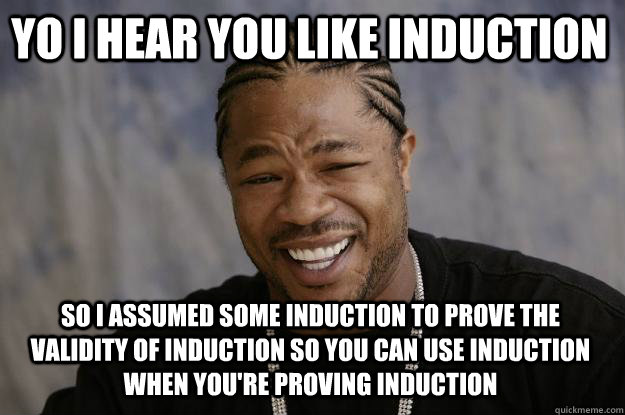 YO I HEAR YOU LIKE INDUCTION
SO I ASSUMED SOME INDUCTION TO PROVE THE
VALIDITY OF INDUCTION SO YOU CAN USE INDUCTION
WHEN YOU'RE PROVING INDUCTION
quickmeme.com